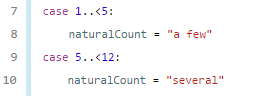 7 case 1..<5:
8 naturalCount = "a few"
9 case 5..<12:
10 naturalCount = "several"